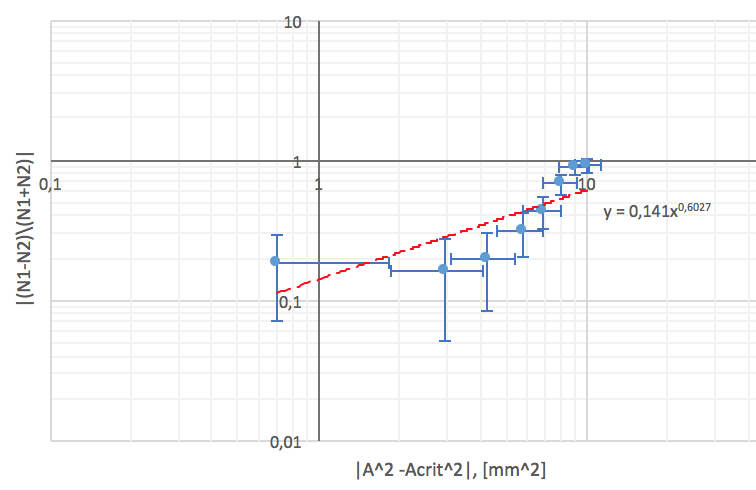 10
1
0,1
1
10
y = 0,141x^0,6027
0,1
0,01
|(N1-N2)\(N1+N2)|
|A^2 -Acrit^2|, [mm^2]